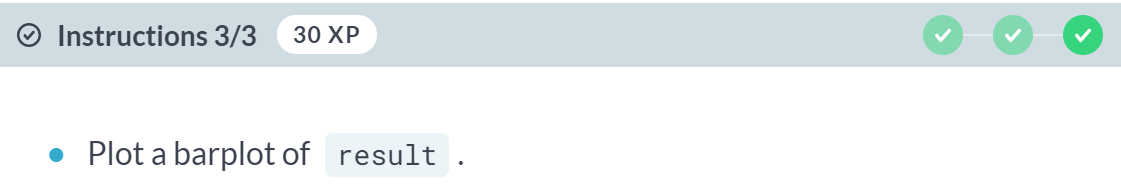 Instructions 3/3 30 XP
Plot a barplot of result .